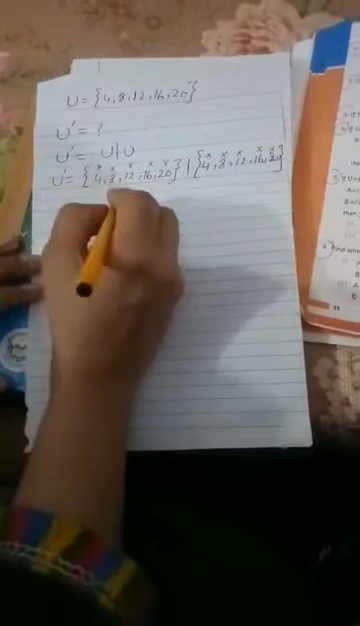 U = {4,8,12,16,20}
U' = ?
U' = U|U
U' = {4,8,12,16,20} | {4,8,12,16,20}